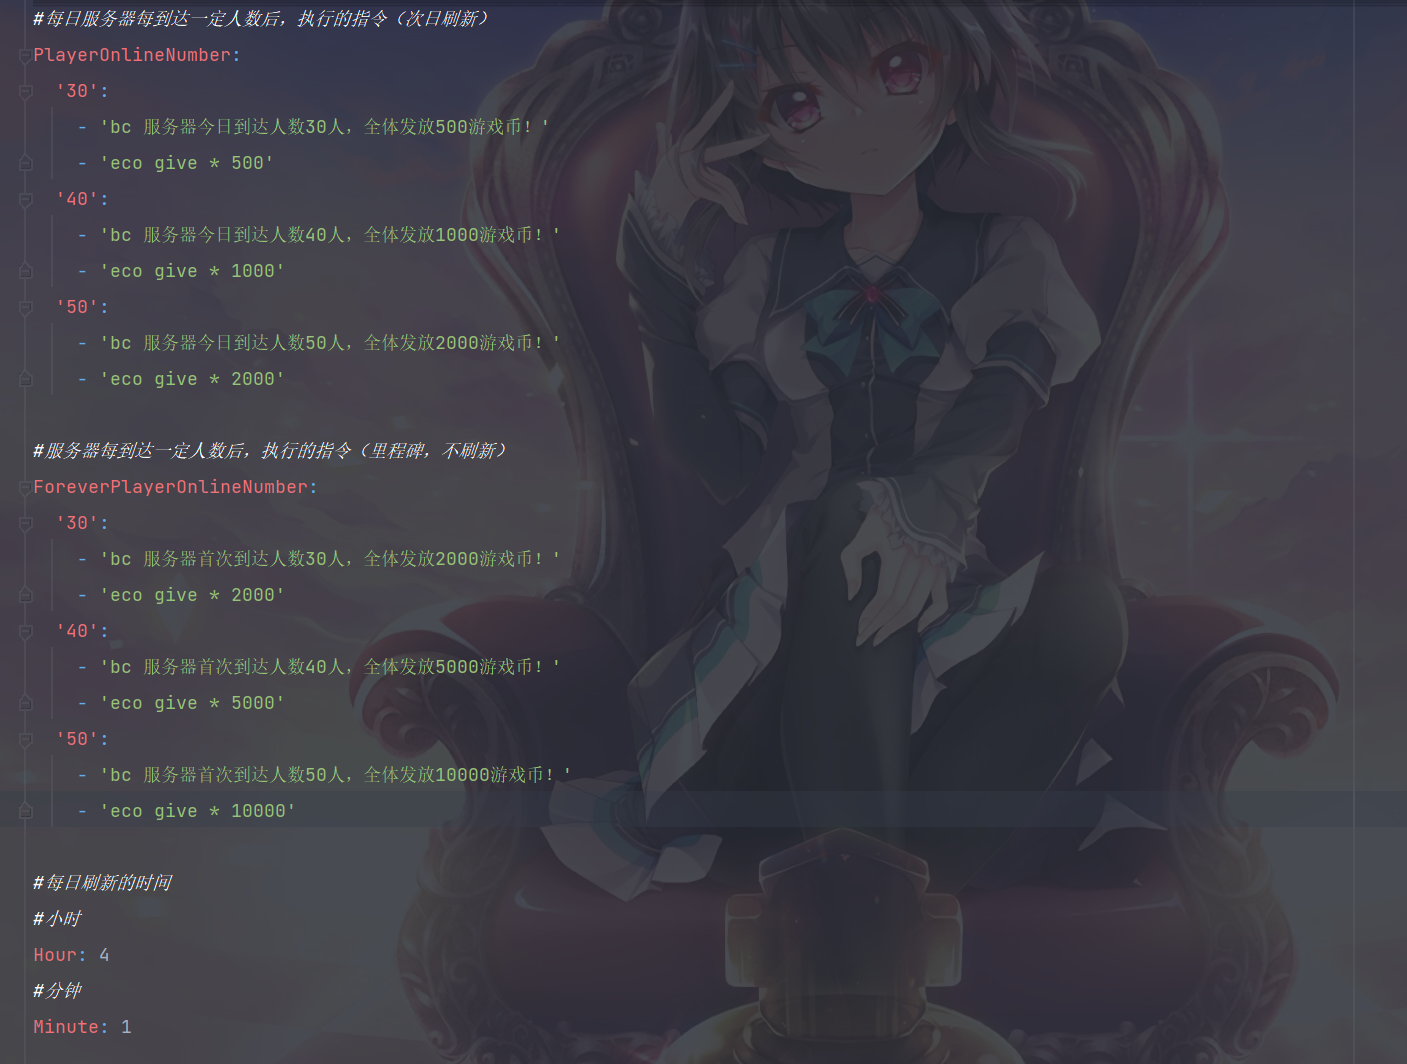 #每日服务器每到达一定人数后，执行的指令（次日刷新）
PlayerOnlineNumber:
'30':
- 'bc 服务器今日到达人数30人，全体发放500游戏币！'
- 'eco give * 500'
'40':
- 'bc 服务器今日到达人数40人，全体发放1000游戏币！'
- 'eco give * 1000'
'50':
- 'bc 服务器今日到达人数50人，全体发放2000游戏币！'
- 'eco give * 2000'
#服务器每到达一定人数后，执行的指令（里程碑，不刷新）
ForeverPlayerOnlineNumber:
'30':
- 'bc 服务器首次到达人数30人，全体发放2000游戏币！'
- 'eco give * 2000'
'40':
- 'bc 服务器首次到达人数40人，全体发放5000游戏币！'
- 'eco give * 5000'
'50':
- 'bc 服务器首次到达人数50人，全体发放10000游戏币！'
- 'eco give * 10000'
#每日刷新的时间
#小时
Hour: 4
#分钟
Minute: 1